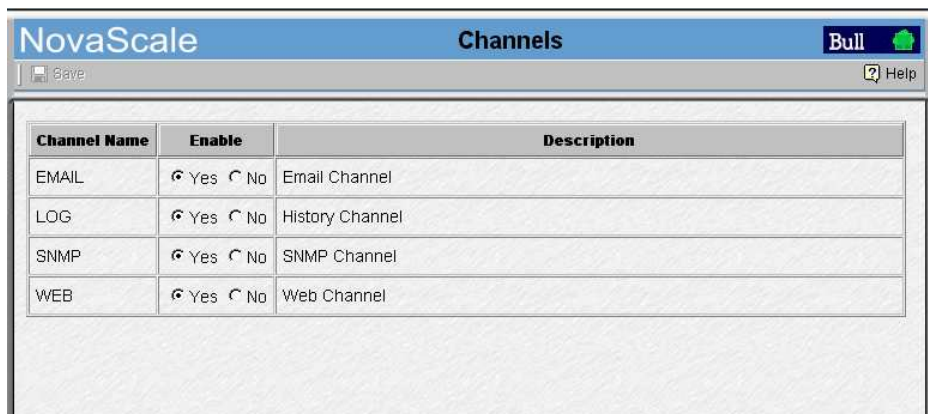 NovaScale Channels Bull
Save Help
Channel Name Enable Description
EMAIL Yes No Email Channel
LOG Yes No History Channel
SNMP Yes No SNMP Channel
WEB Yes No Web Channel